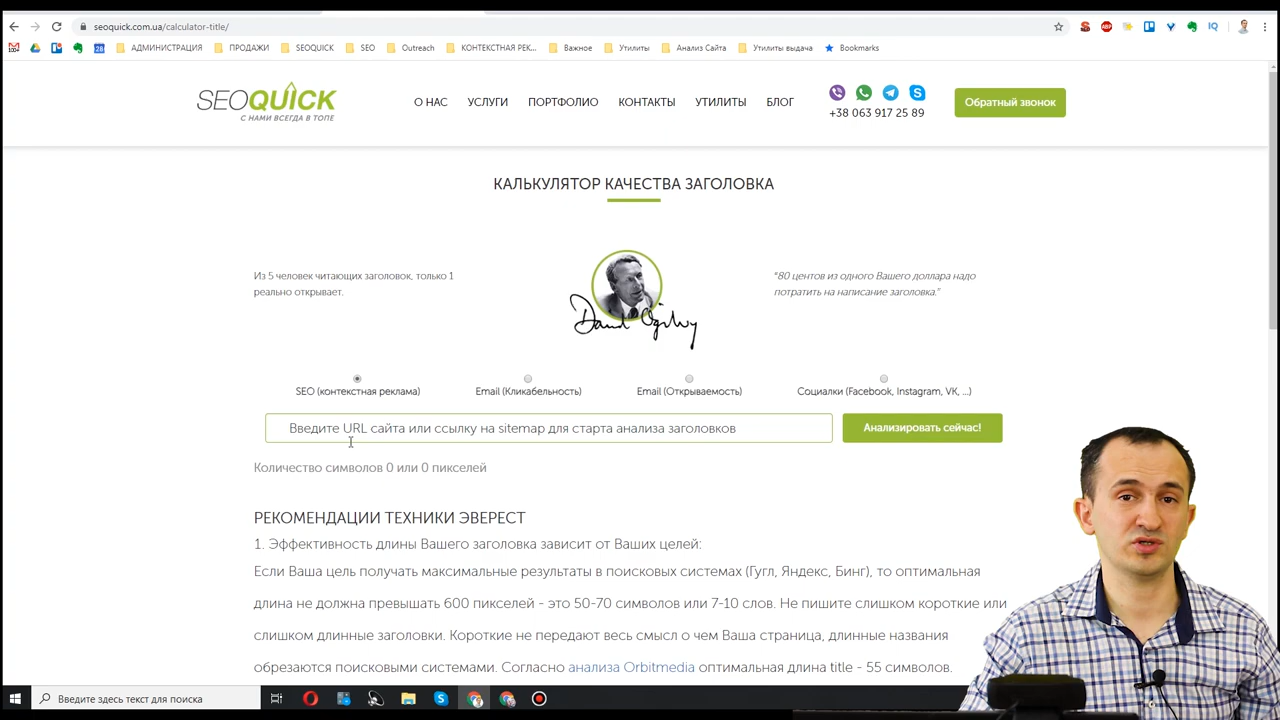 seoquick.com.ua/calculator-title/
28 АДМИНИСТРАЦИЯ ПРОДАЖИ SEOQUICK SEO Outreach КОНТЕКСТНАЯ РЕК... Важное Утилиты Анализ Сайта Утилиты выдача Bookmarks
SEOQUICK
С НАМИ ВСЕГДА В ТОПЕ
О НАС УСЛУГИ ПОРТФОЛИО КОНТАКТЫ УТИЛИТЫ БЛОГ
+38 063 917 25 89
Обратный звонок
КАЛЬКУЛЯТОР КАЧЕСТВА ЗАГОЛОВКА
Из 5 человек читающих заголовок, только 1
реально открывает.
David Ogilvy
"80 центов из одного Вашего доллара надо
потратить на написание заголовка."
SEO (контекстная реклама) Email (Кликабельность) Email (Открываемость) Социалки (Facebook, Instagram, VK, ...)
Введите URL сайта или ссылку на sitemap для старта анализа заголовков
Анализировать сейчас!
Количество символов 0 или 0 пикселей
РЕКОМЕНДАЦИИ ТЕХНИКИ ЭВЕРЕСТ
1. Эффективность длины Вашего заголовка зависит от Ваших целей:
Если Ваша цель получать максимальные результаты в поисковых системах (Гугл, Яндекс, Бинг), то оптимальная
длина не должна превышать 600 пикселей - это 50-70 символов или 7-10 слов. Не пишите слишком короткие или
слишком длинные заголовки. Короткие не передают весь смысл о чем Ваша страница, длинные названия
обрезаются поисковыми системами. Согласно анализа Orbitmedia оптимальная длина title - 55 символов.
Введите здесь текст для поиска